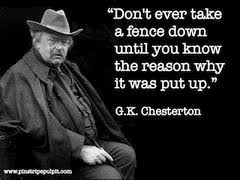 “Don't ever take
a fence down
until you know
the reason why
it was put up.”
G.K. Chesterton
www.pinstripepulpit.com